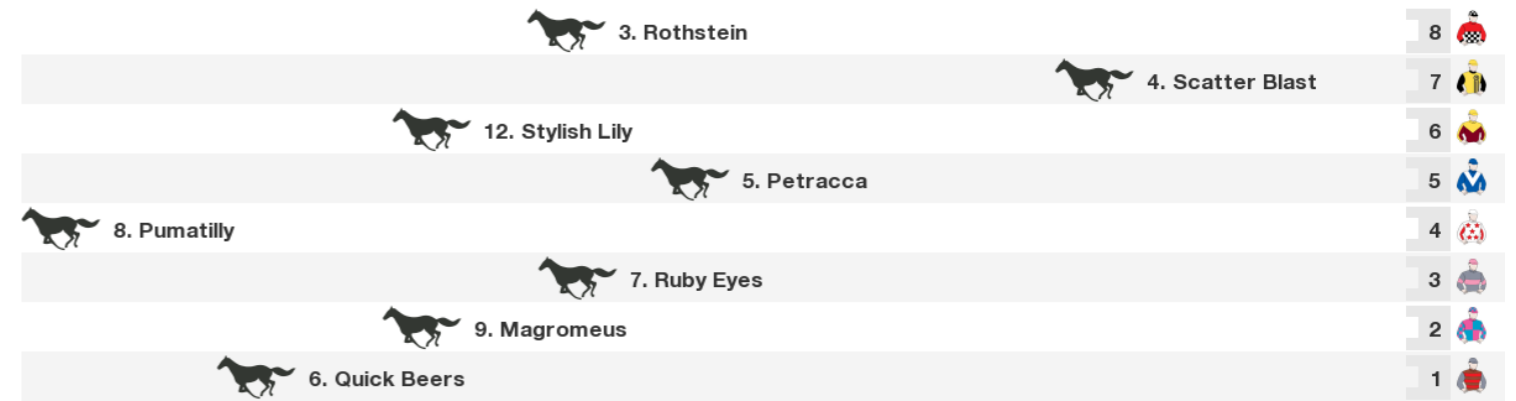 3. Rothstein 8
4. Scatter Blast 7
12. Stylish Lily 6
5. Petracca 5
8. Pumatilly 4
7. Ruby Eyes 3
9. Magromeus 2
6. Quick Beers 1